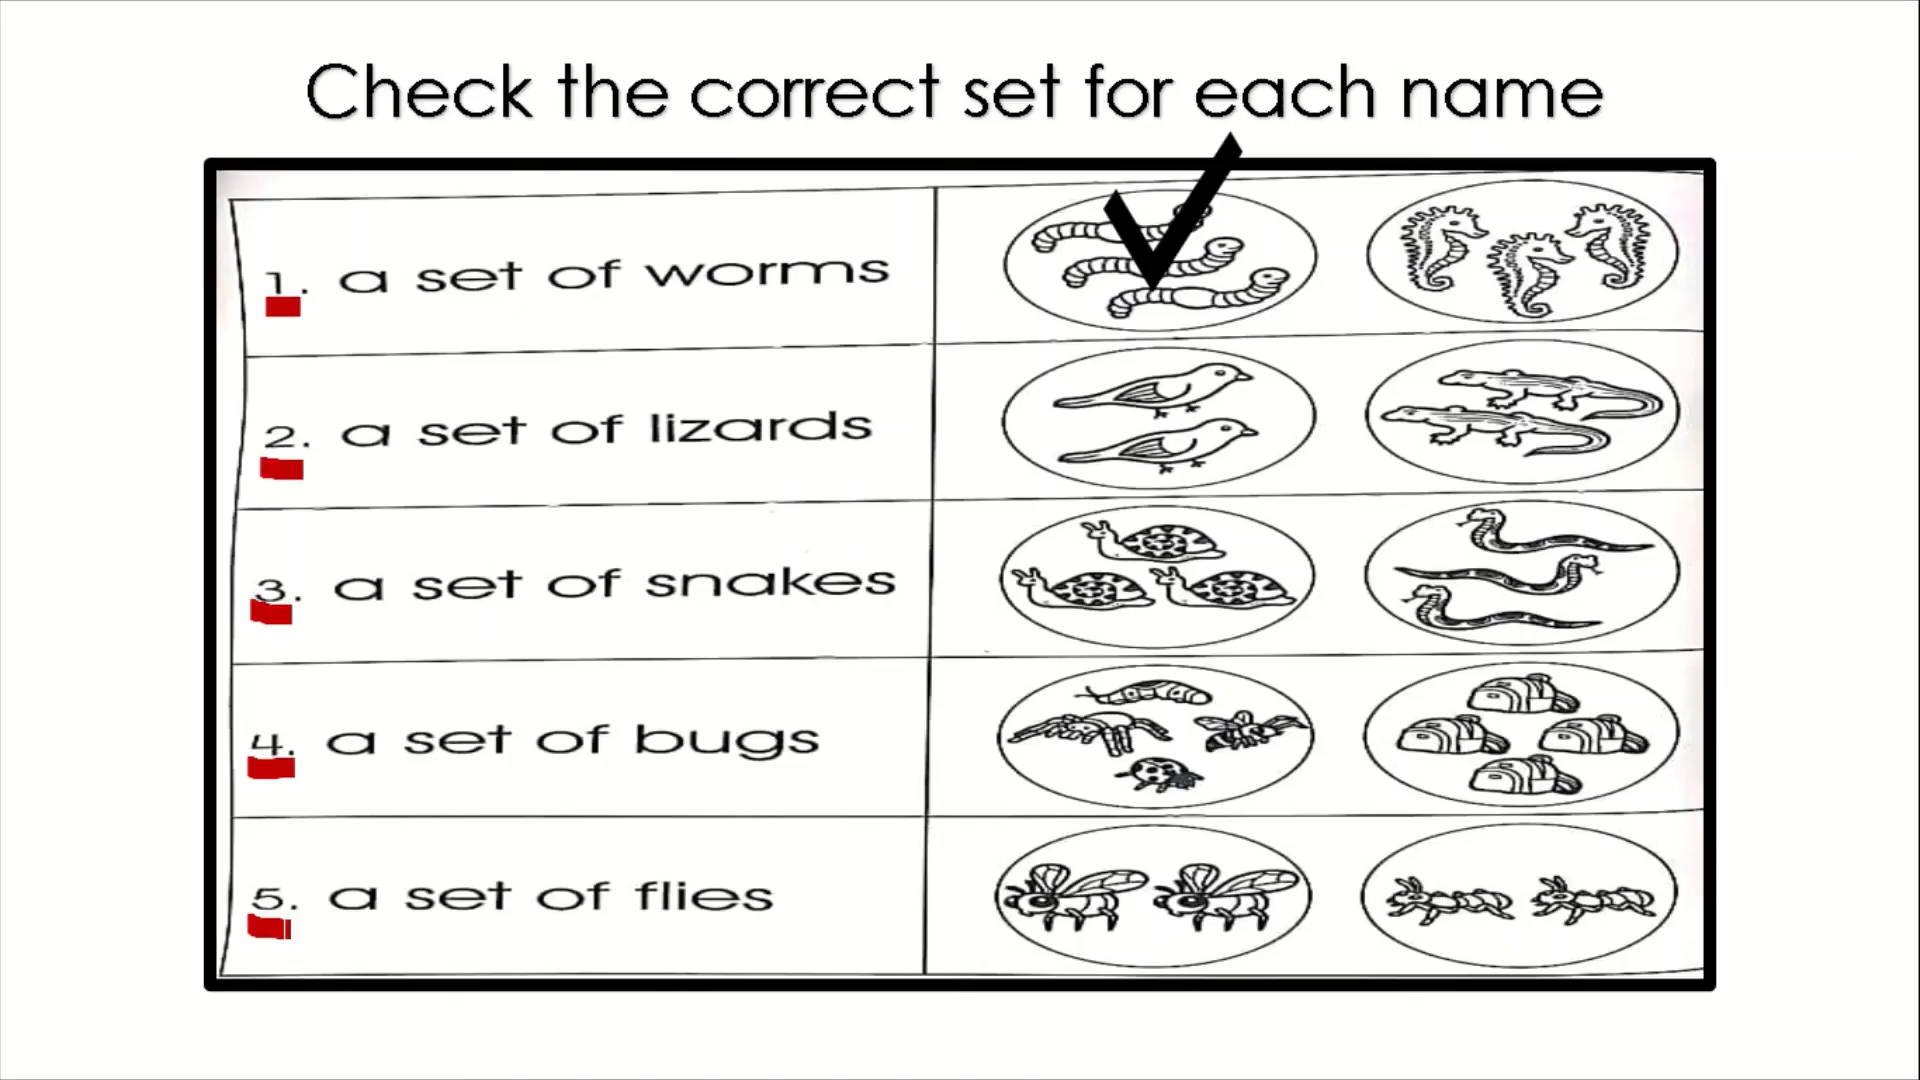 Check the correct set for each name
1. a set of worms
2. a set of lizards
3. a set of snakes
4. a set of bugs
5. a set of flies